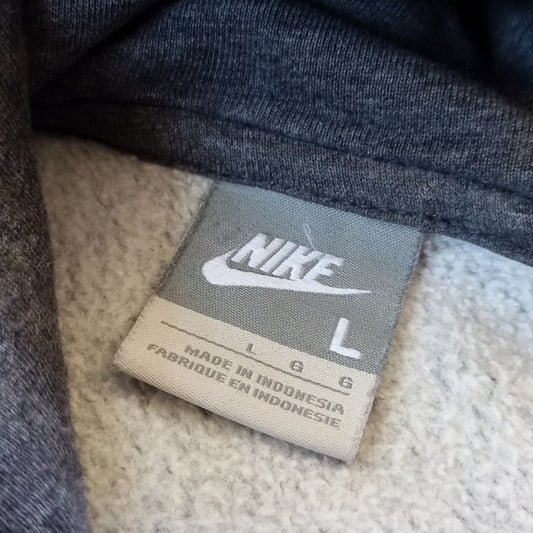 NIKE
L
L G G
MADE IN INDONESIA
FABRIQUE EN INDONESIE